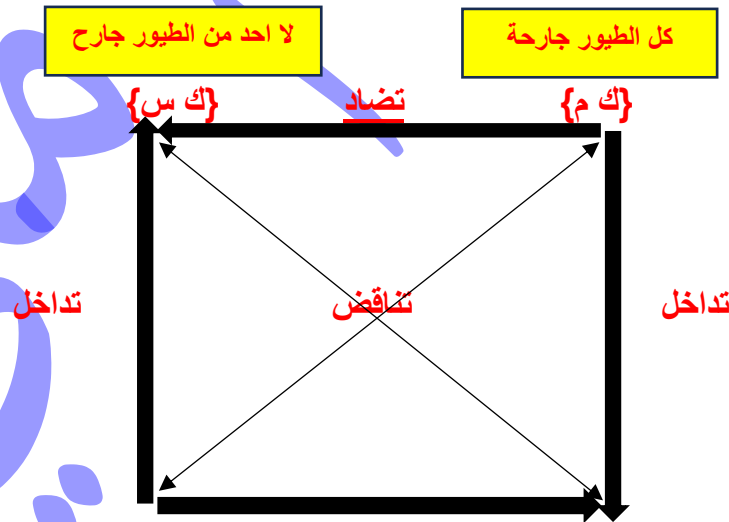 كل الطيور جارحة
لا احد من الطيور جارح
{ك م}
تضاد
{ك س}
تداخل
تناقض
تداخل